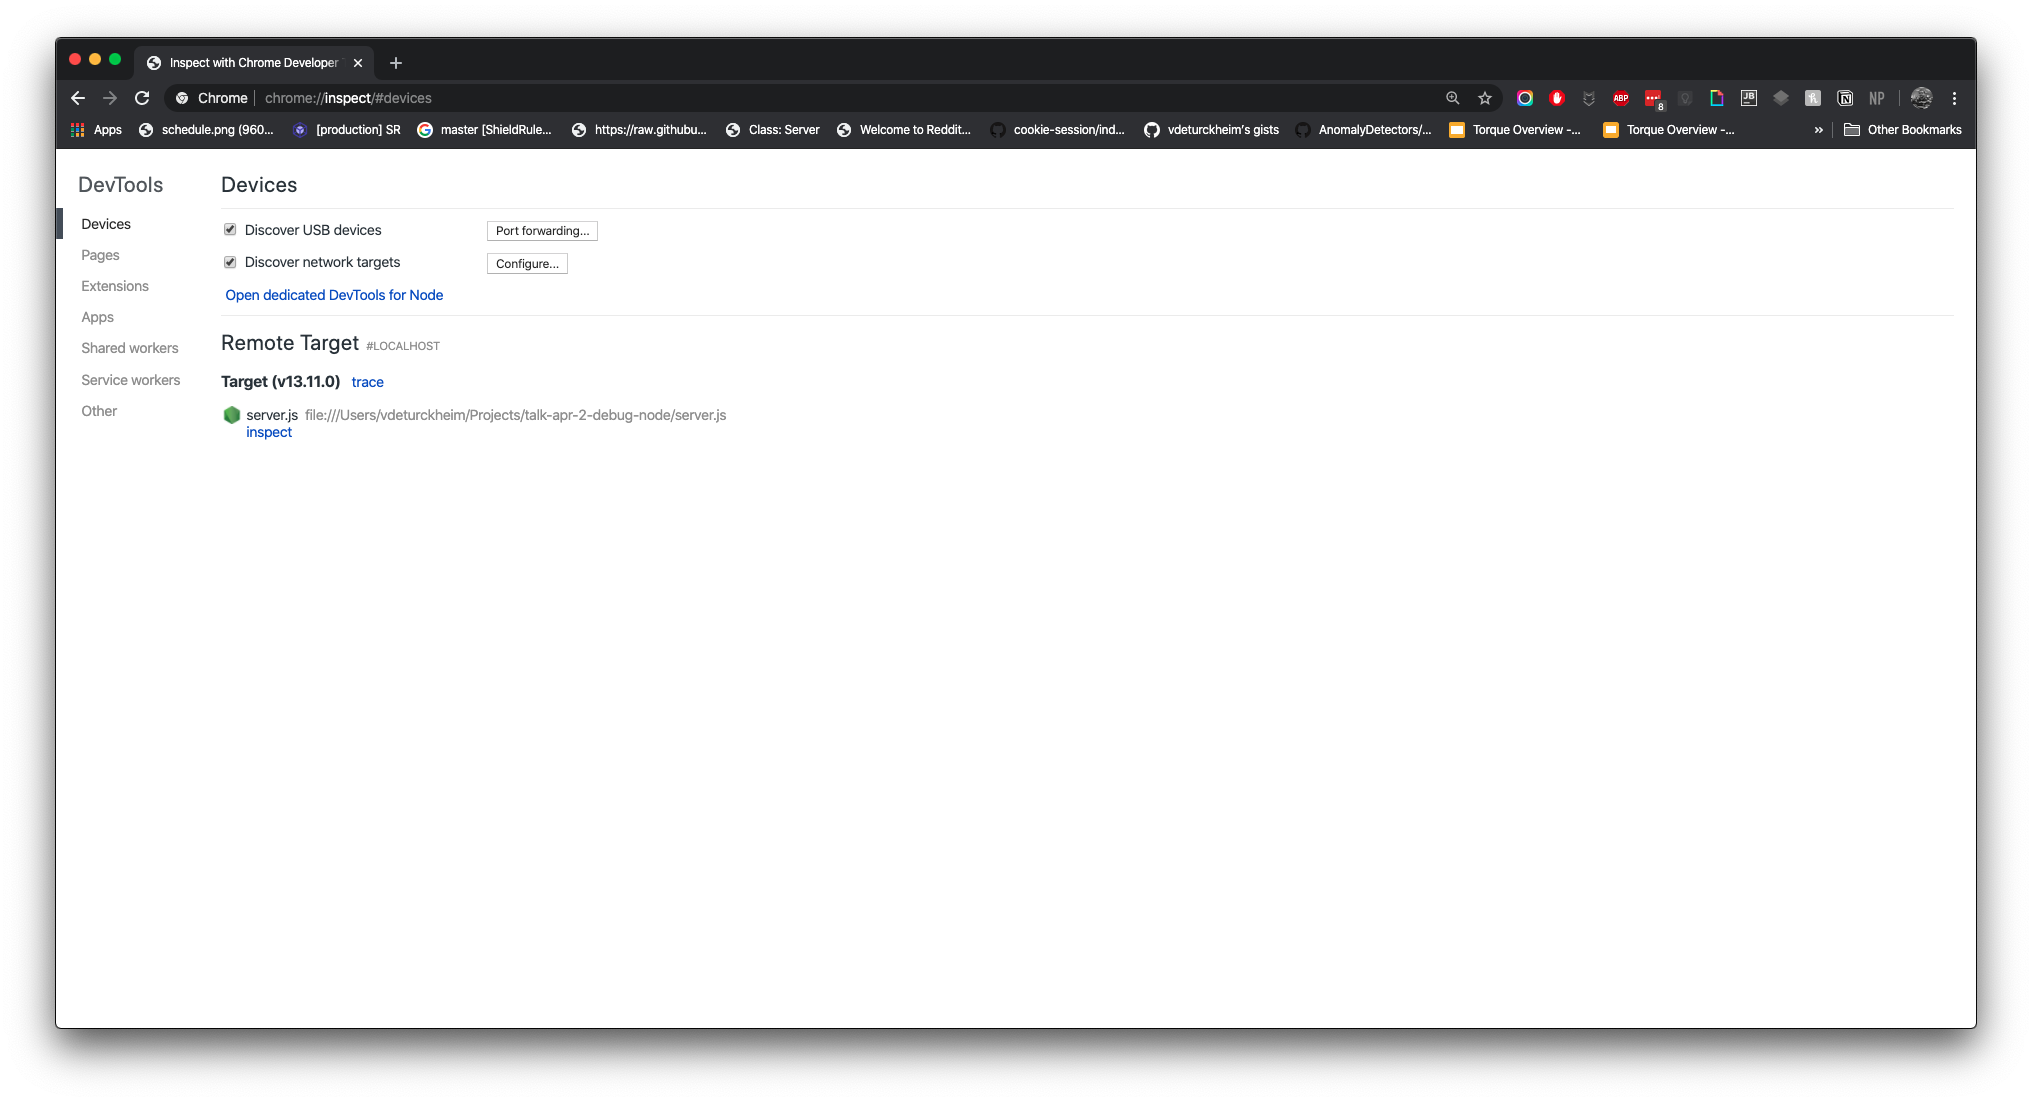 Inspect with Chrome Developer
Chrome chrome://inspect/#devices
ABP 8 JB NP
Apps schedule.png (960... [production] SR master [ShieldRule... https://raw.githubu... Class: Server Welcome to Reddit... cookie-session/ind... vdeturckheim's gists AnomalyDetectors/... Torque Overview -... Torque Overview -... » Other Bookmarks
DevTools
Devices
Pages
Extensions
Apps
Shared workers
Service workers
Other
Devices
Discover USB devices Port forwarding...
Discover network targets Configure...
Open dedicated DevTools for Node
Remote Target #LOCALHOST
Target (v13.11.0) trace
server.js file:///Users/vdeturckheim/Projects/talk-apr-2-debug-node/server.js
inspect